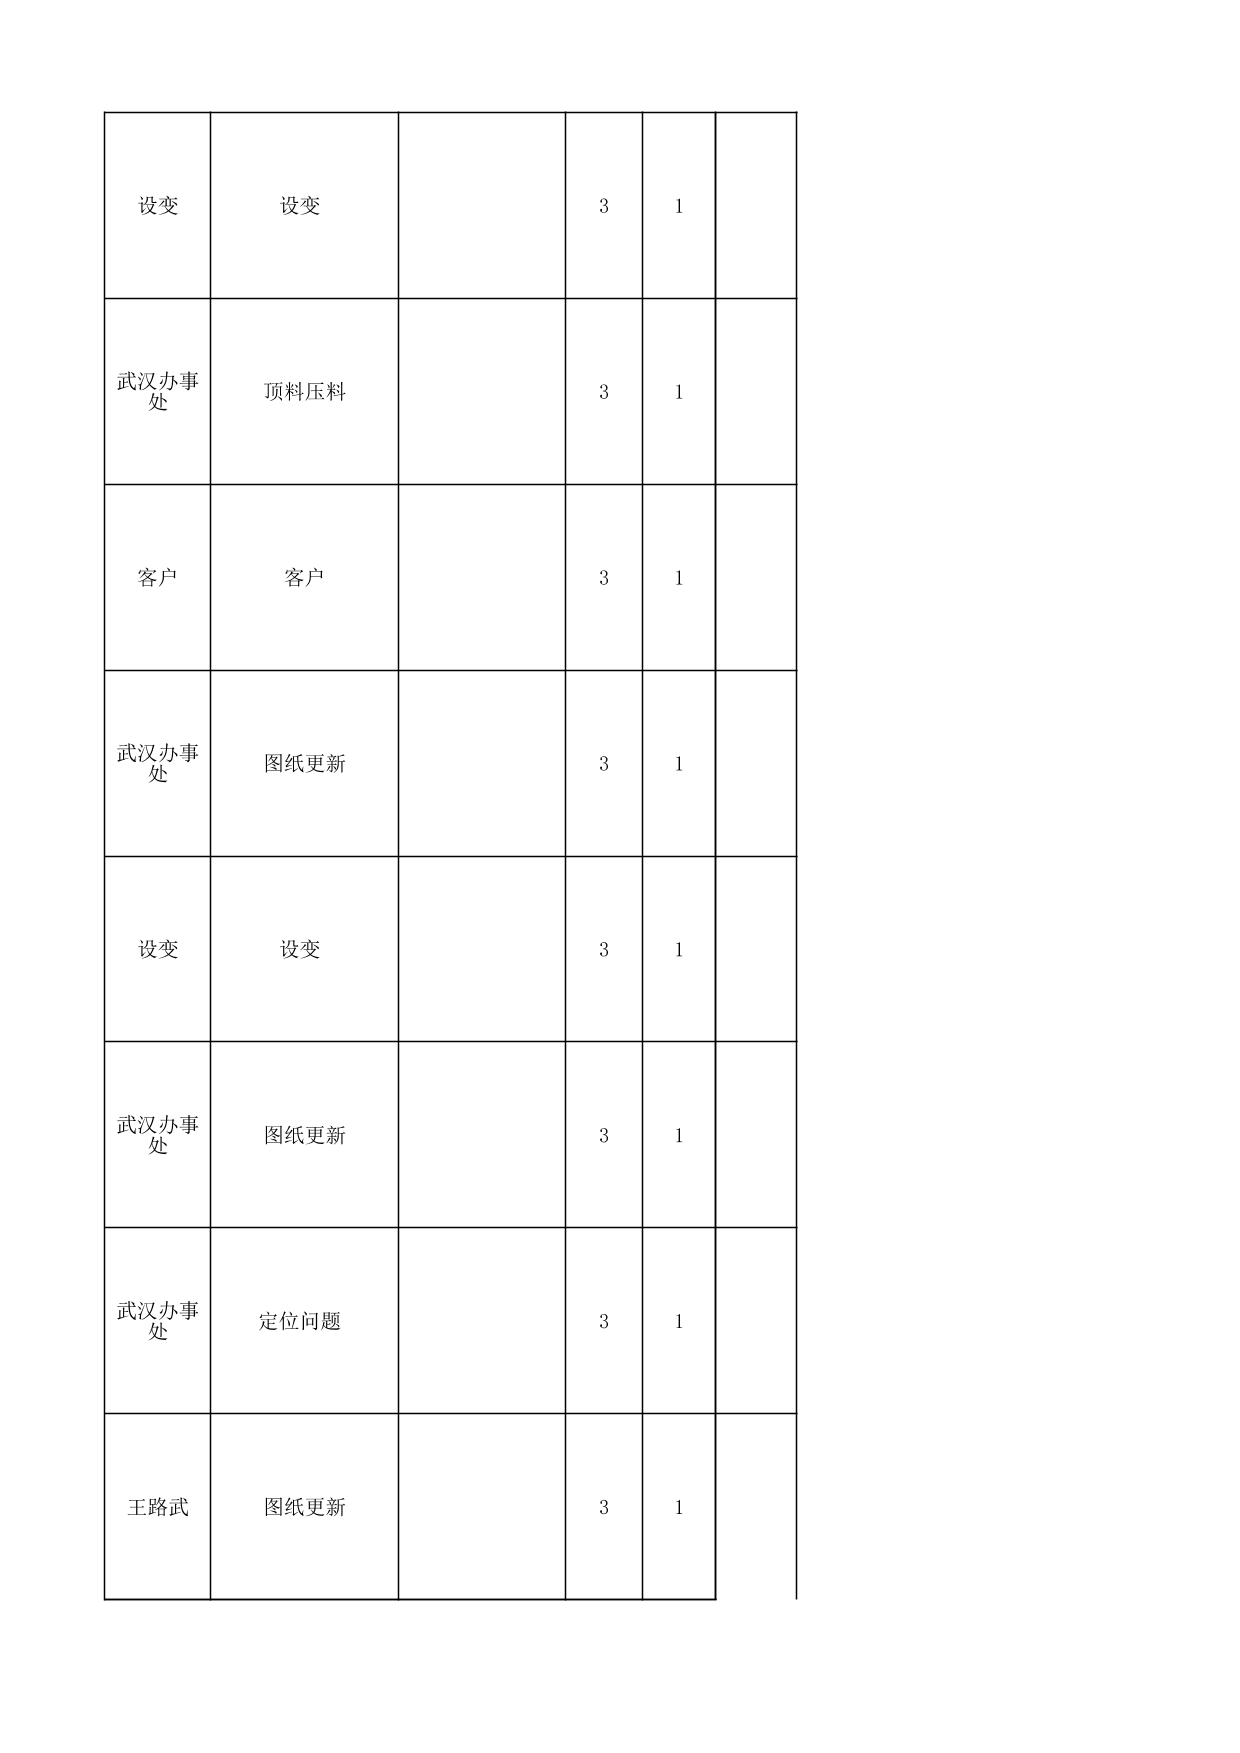 设变 设变 3 1
武汉办事
处 顶料压料 3 1
客户 客户 3 1
武汉办事
处 图纸更新 3 1
设变 设变 3 1
武汉办事
处 图纸更新 3 1
武汉办事
处 定位问题 3 1
王路武 图纸更新 3 1